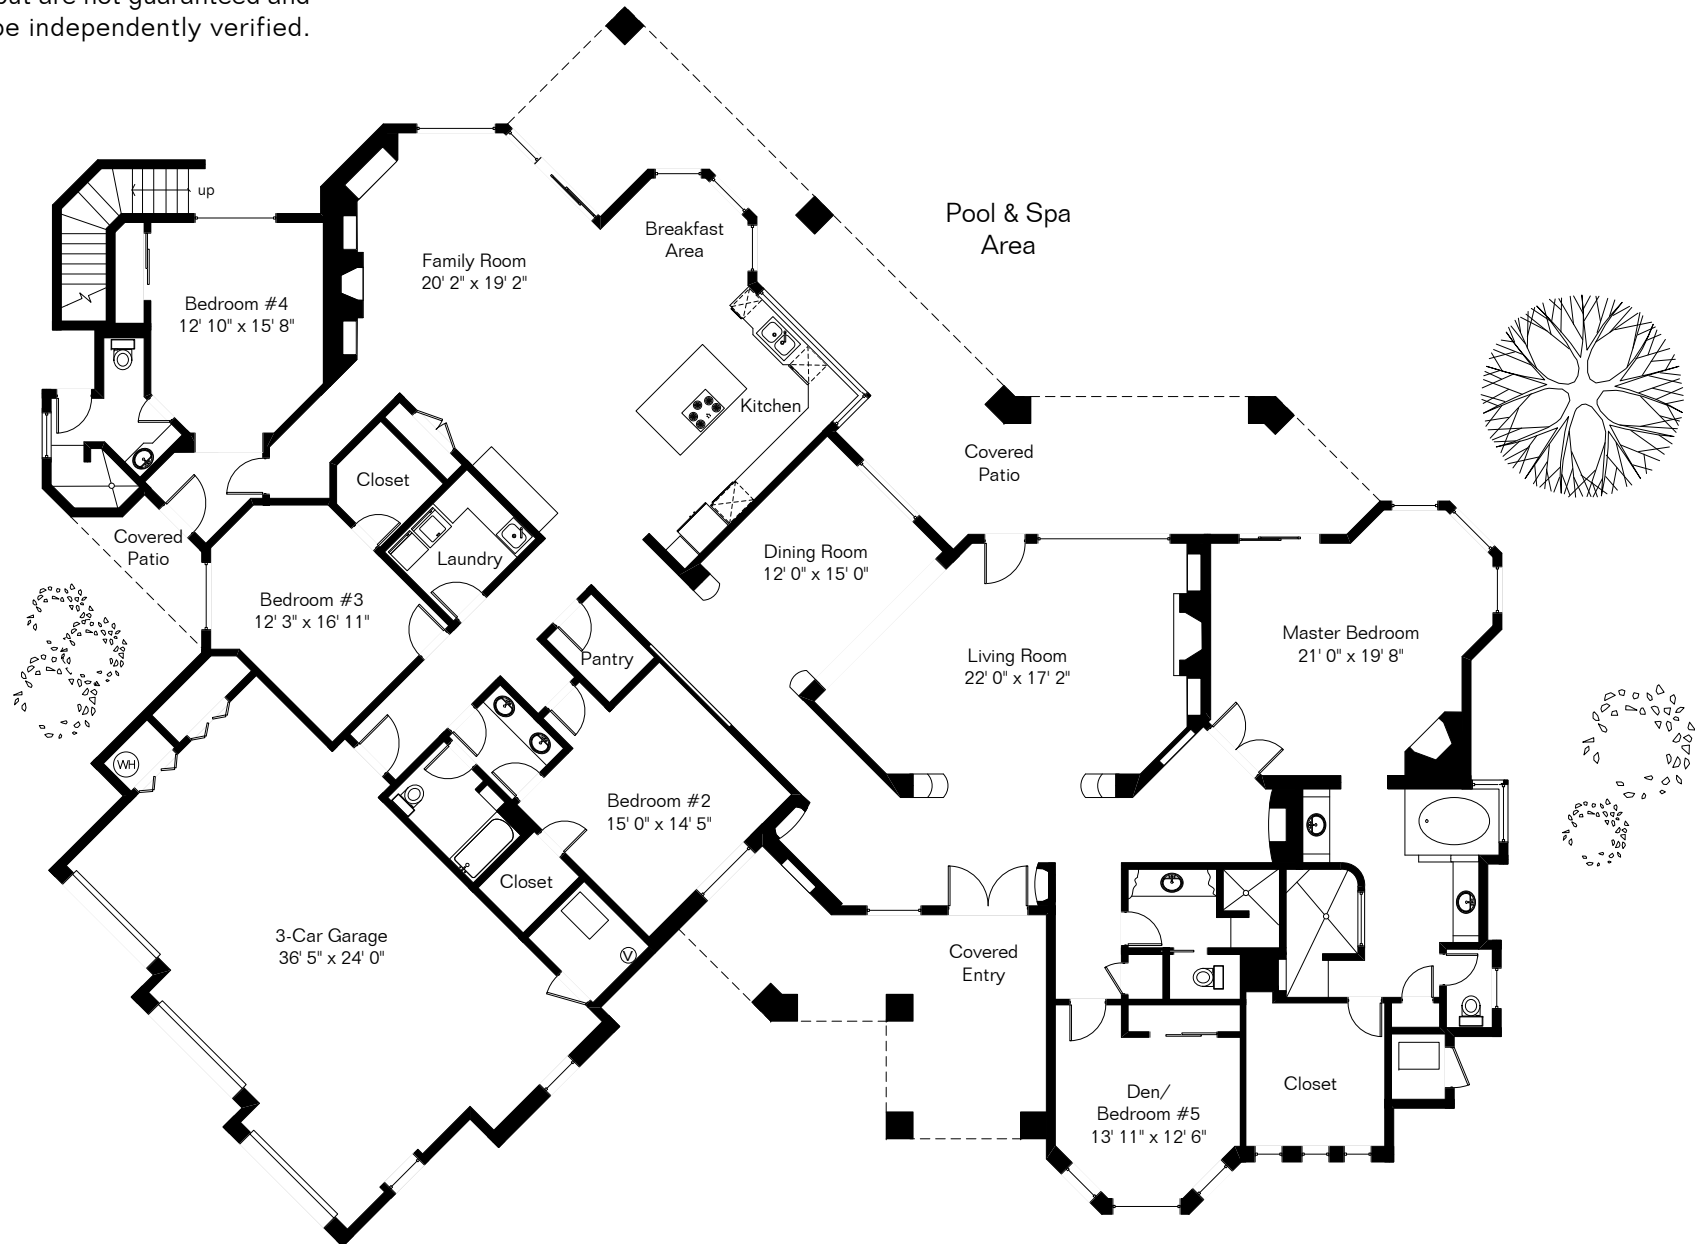 but are not guaranteed and
be independently verified.
up
Pool & Spa
Area
Breakfast
Area
Family Room
20' 2" x 19' 2"
Bedroom #4
12' 10" x 15' 8"
Kitchen
Covered
Patio
Closet
Covered
Patio
Laundry
Dining Room
12' 0" x 15' 0"
Bedroom #3
12' 3" x 16' 11"
Master Bedroom
21' 0" x 19' 8"
Pantry
Living Room
22' 0" x 17' 2"
WH
Bedroom #2
15' 0" x 14' 5"
Closet
3-Car Garage
36' 5" x 24' 0"
V
Covered
Entry
Closet
Den/
Bedroom #5
13' 11" x 12' 6"